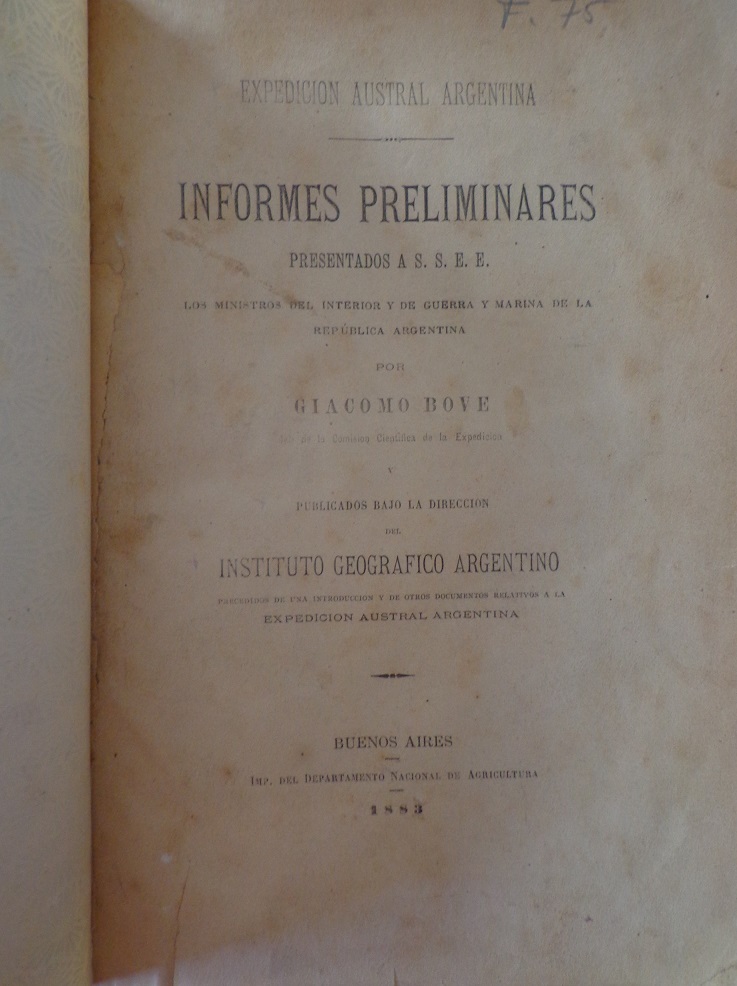 F. 75.
EXPEDICION AUSTRAL ARGENTINA
INFORMES PRELIMINARES
PRESENTADOS A S. S. E. E.
LOS MINISTROS DEL INTERIOR Y DE GUERRA Y MARINA DE LA
REPÚBLICA ARGENTINA
POR
GIACOMO BOVE
de la Comision Científica de la Expedicion
Y
PUBLICADOS BAJO LA DIRECCION
DEL
INSTITUTO GEOGRAFICO ARGENTINO
PRECEDIDOS DE UNA INTRODUCCION Y DE OTROS DOCUMENTOS RELATIVOS A LA
EXPEDICION AUSTRAL ARGENTINA
BUENOS AIRES
IMP. DEL DEPARTAMENTO NACIONAL DE AGRICULTURA
1883